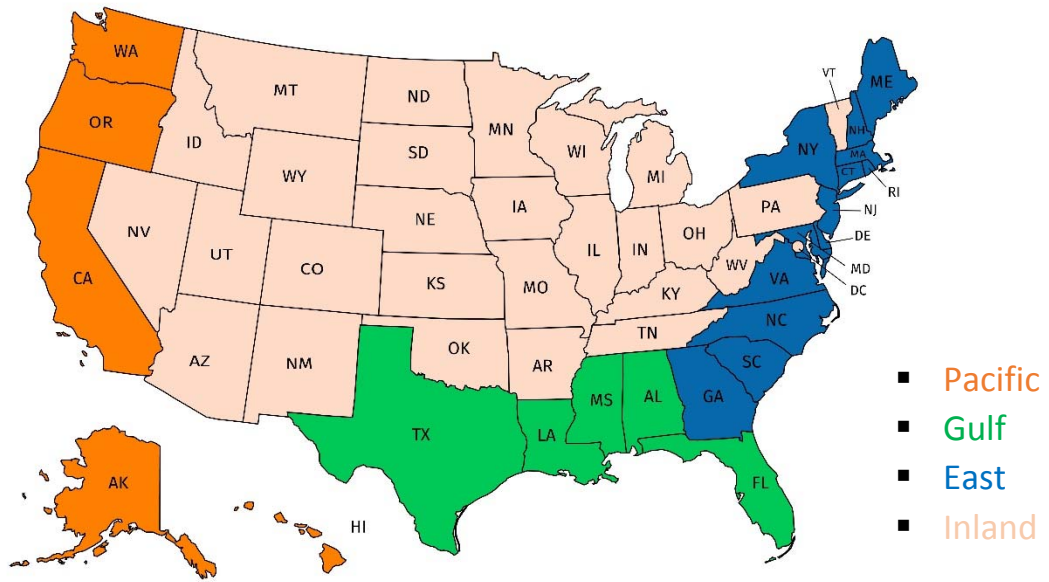 WA
MT
ND
MN
VT
ME
OR
ID
SD
WI
NY
NH
MA
CT
RI
WY
MI
IA
PA
NJ
NV
NE
OH
DE
UT
IL
IN
MD
CA
CO
KS
MO
WV
VA
DC
KY
NC
TN
AZ
NM
OK
AR
SC
MS
AL
GA
TX
LA
FL
AK
HI
▪ Pacific
▪ Gulf
▪ East
▪ Inland